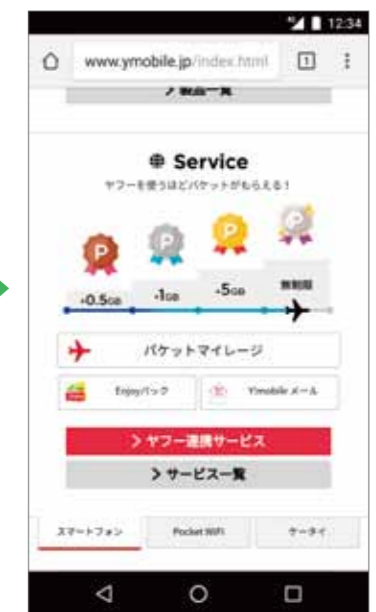 12:34
www.ymobile.jp/index.html
1
製品一覧
Service
ヤフーを使うほどパケットがもらえる!
P
P
P
P
+0.5GB
+1GB
+5GB
無制限
パケットマイレージ
Enjoyパック
Y!mobile メール
ヤフー連携サービス
サービス一覧
スマートフォン
Pocket WiFi
ケータイ